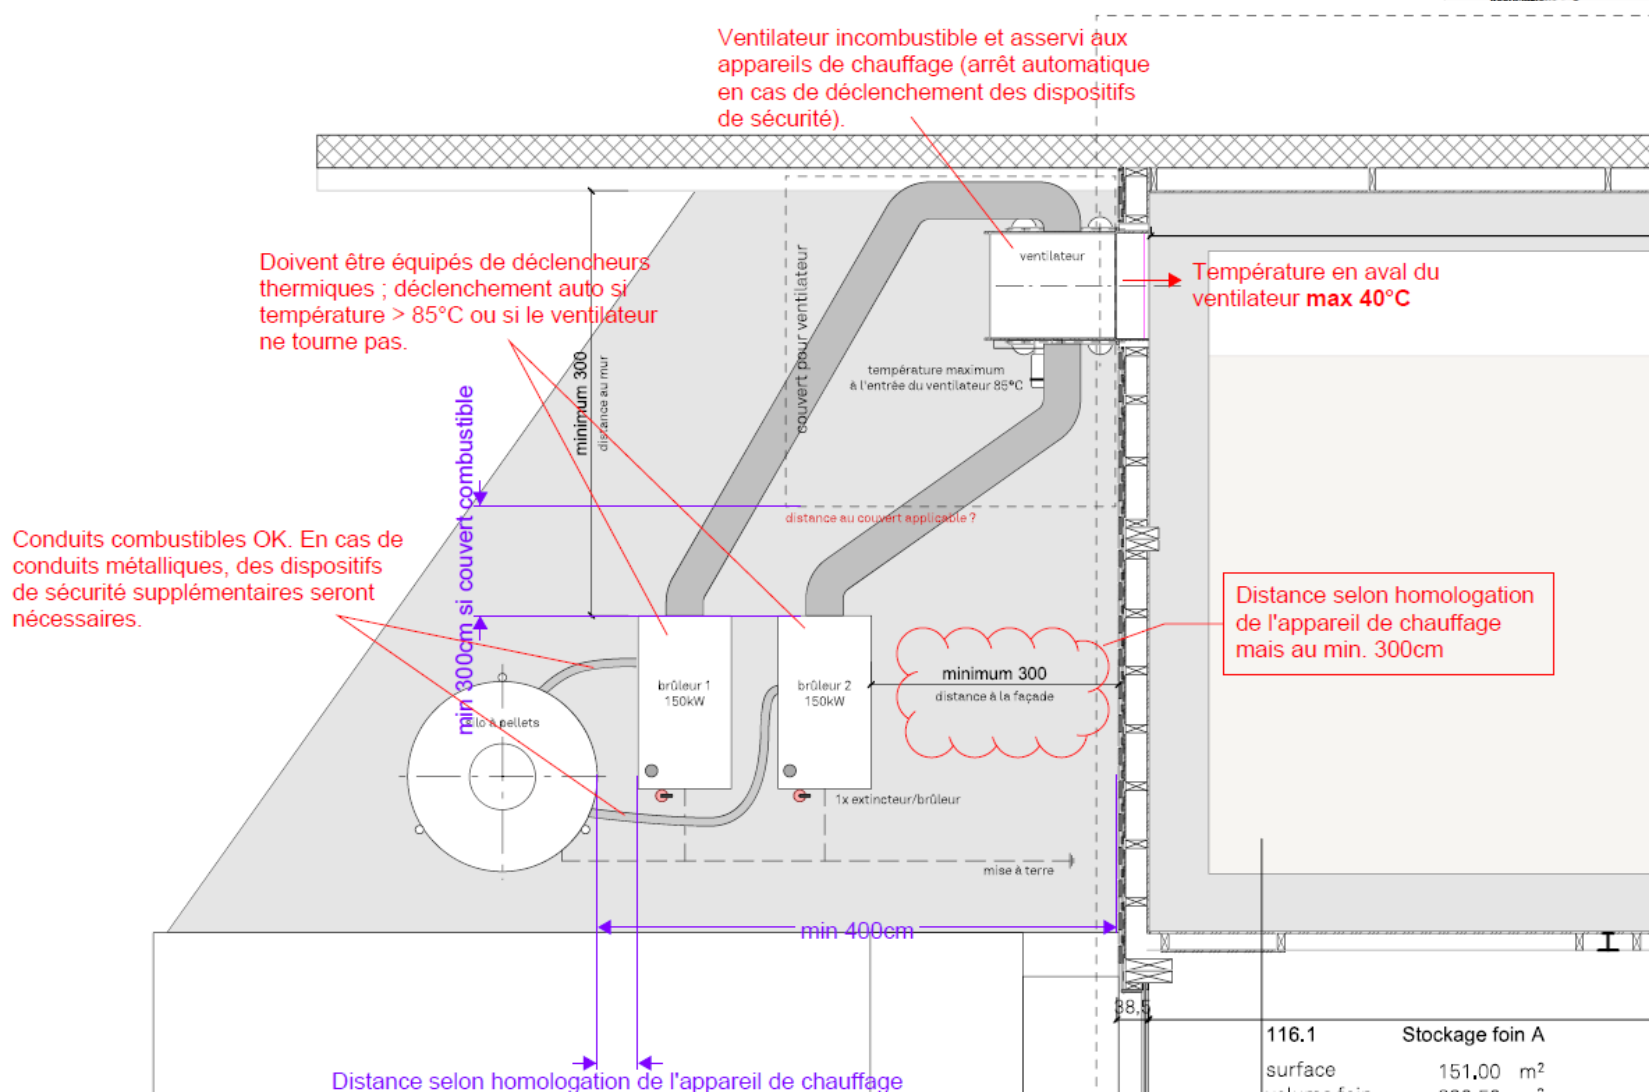 Ventilateur incombustible et asservi aux
appareils de chauffage (arrêt automatique
en cas de déclenchement des dispositifs
de sécurité).
ventilateur
Température en aval du
ventilateur max 40°C
Doivent être équipés de déclencheurs
thermiques ; déclenchement auto si
température > 85°C ou si le ventilateur
ne tourne pas.
minimum 300
distance au mur
couvert pour ventilateur
température maximum
à l'entrée du ventilateur 85°C
min 300cm si couvert combustible
distance au couvert applicable ?
Conduits combustibles OK. En cas de
conduits métalliques, des dispositifs
de sécurité supplémentaires seront
nécessaires.
Distance selon homologation
de l'appareil de chauffage
mais au min. 300cm
minimum 300
distance à la façade
brûleur 1
150kW
brûleur 2
150kW
silo à pellets
1x extincteur/brûleur
mise à terre
min 400cm
38,5
116.1 Stockage foin A
surface 151.00 m²
Distance selon homologation de l'appareil de chauffage